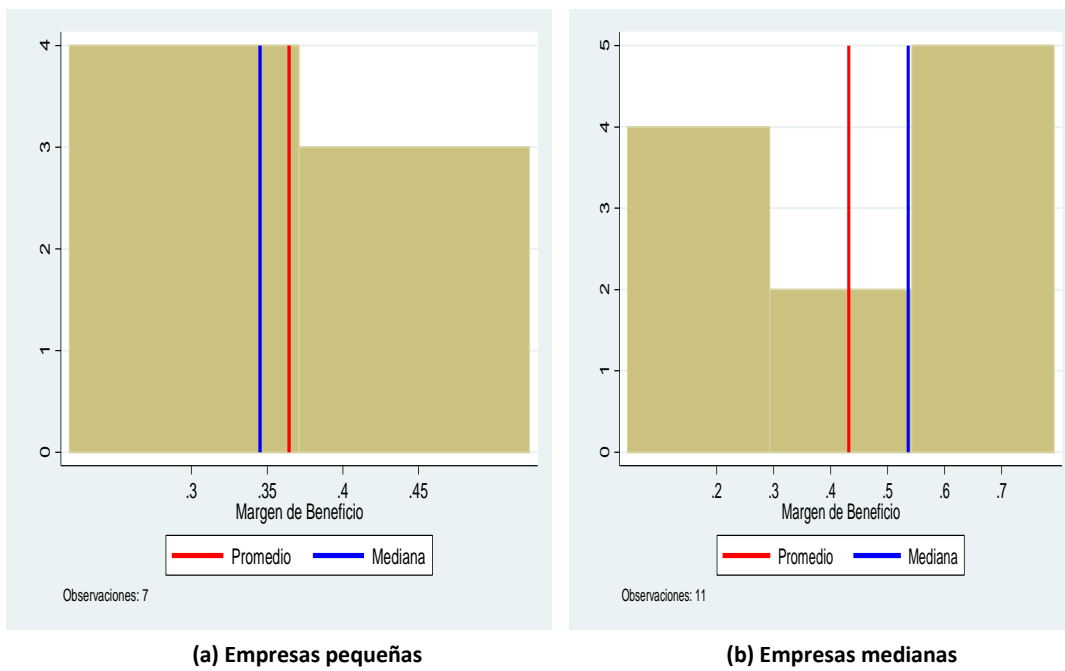 4
3
2
1
0
.3 .35 .4 .45
Margen de Beneficio
Promedio Mediana
Observaciones: 7
(a) Empresas pequeñas
5
4
3
2
1
0
.2 .3 .4 .5 .6 .7
Margen de Beneficio
Promedio Mediana
Observaciones: 11
(b) Empresas medianas